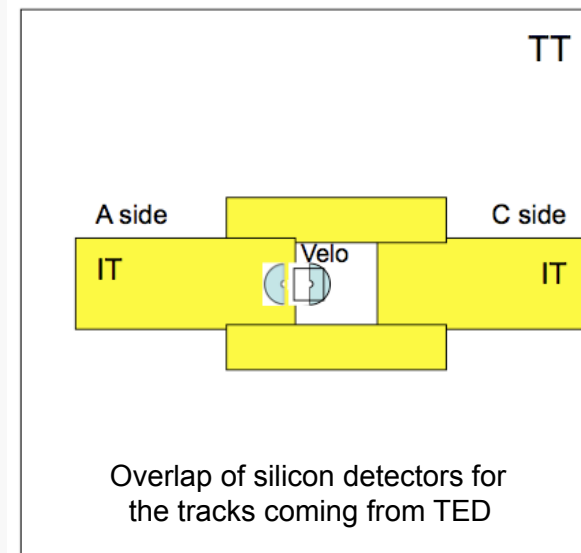 TT
A side
C side
Velo
IT
IT
Overlap of silicon detectors for
the tracks coming from TED